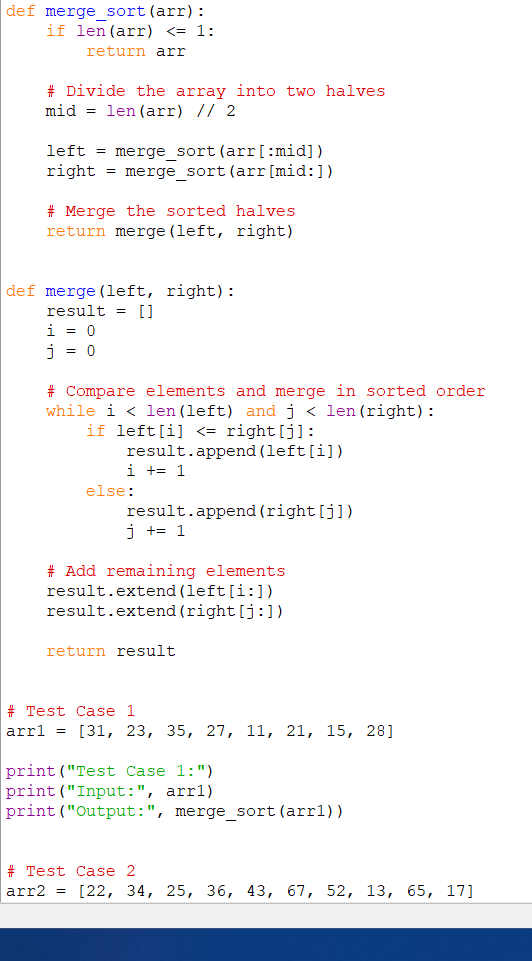 def merge_sort(arr):
    if len(arr) <= 1:
        return arr

    # Divide the array into two halves
    mid = len(arr) // 2

    left = merge_sort(arr[:mid])
    right = merge_sort(arr[mid:])

    # Merge the sorted halves
    return merge(left, right)


def merge(left, right):
    result = []
    i = 0
    j = 0

    # Compare elements and merge in sorted order
    while i < len(left) and j < len(right):
        if left[i] <= right[j]:
            result.append(left[i])
            i += 1
        else:
            result.append(right[j])
            j += 1

    # Add remaining elements
    result.extend(left[i:])
    result.extend(right[j:])

    return result


# Test Case 1
arr1 = [31, 23, 35, 27, 11, 21, 15, 28]

print("Test Case 1:")
print("Input:", arr1)
print("Output:", merge_sort(arr1))


# Test Case 2
arr2 = [22, 34, 25, 36, 43, 67, 52, 13, 65, 17]